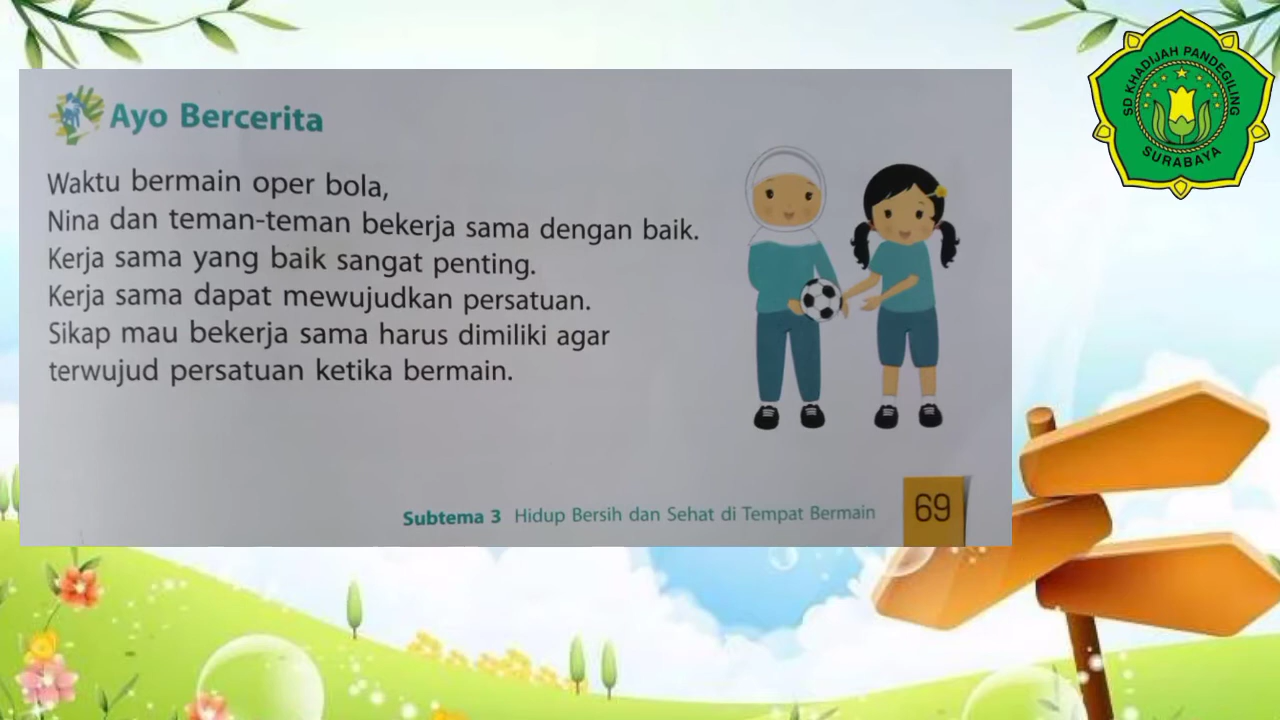 Ayo Bercerita
Waktu bermain oper bola,
Nina dan teman-teman bekerja sama dengan baik.
Kerja sama yang baik sangat penting.
Kerja sama dapat mewujudkan persatuan.
Sikap mau bekerja sama harus dimiliki agar
terwujud persatuan ketika bermain.
Subtema 3 Hidup Bersih dan Sehat di Tempat Bermain
69
SD KHADIJAH PANDEGILING
SURABAYA